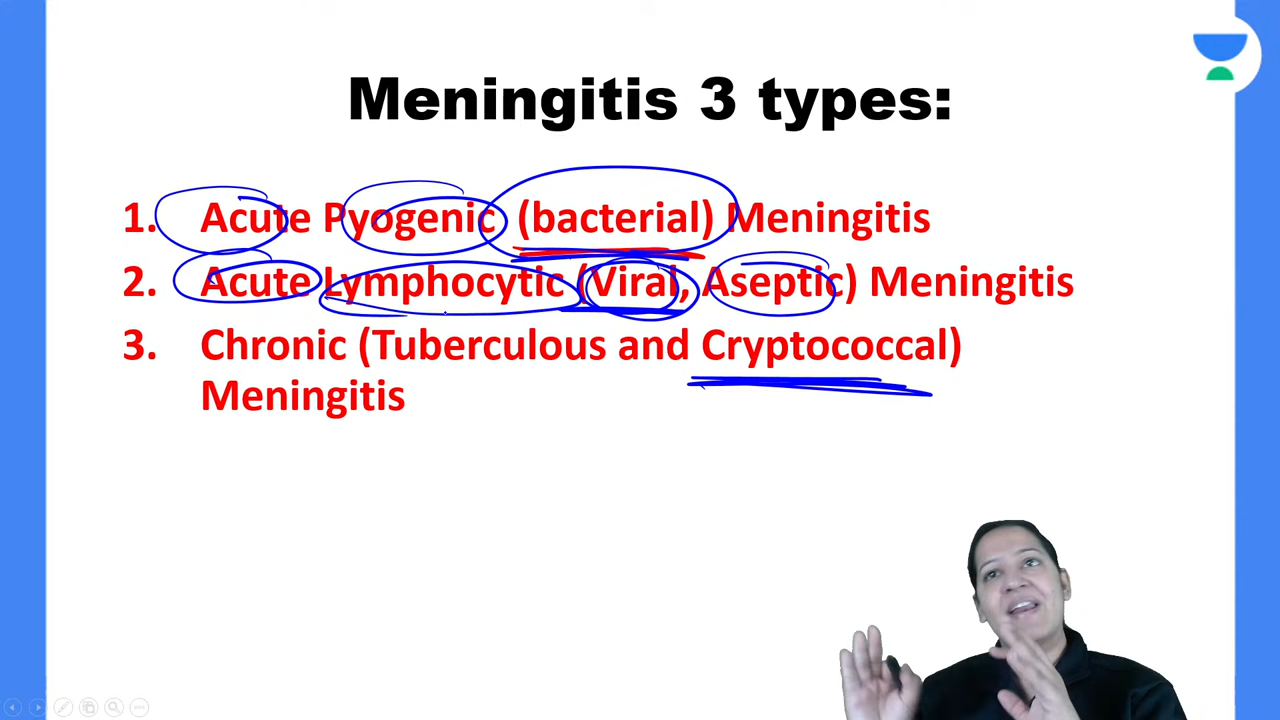 Meningitis 3 types:
1. Acute Pyogenic (bacterial) Meningitis
2. Acute Lymphocytic (Viral, Aseptic) Meningitis
3. Chronic (Tuberculous and Cryptococcal)
Meningitis